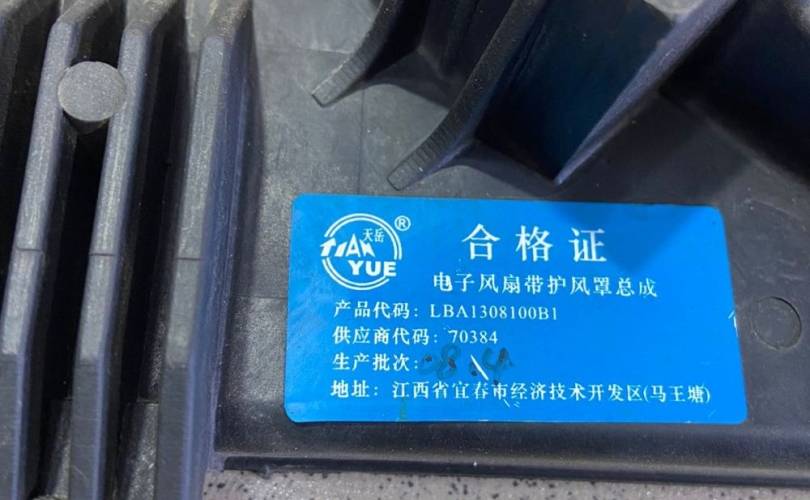 天岳
TIAN
YUE
®
合格证
电子风扇带护风罩总成
产品代码: LBA1308100B1
供应商代码: 70384
生产批次:
地址: 江西省宜春市经济技术开发区(马王塘)